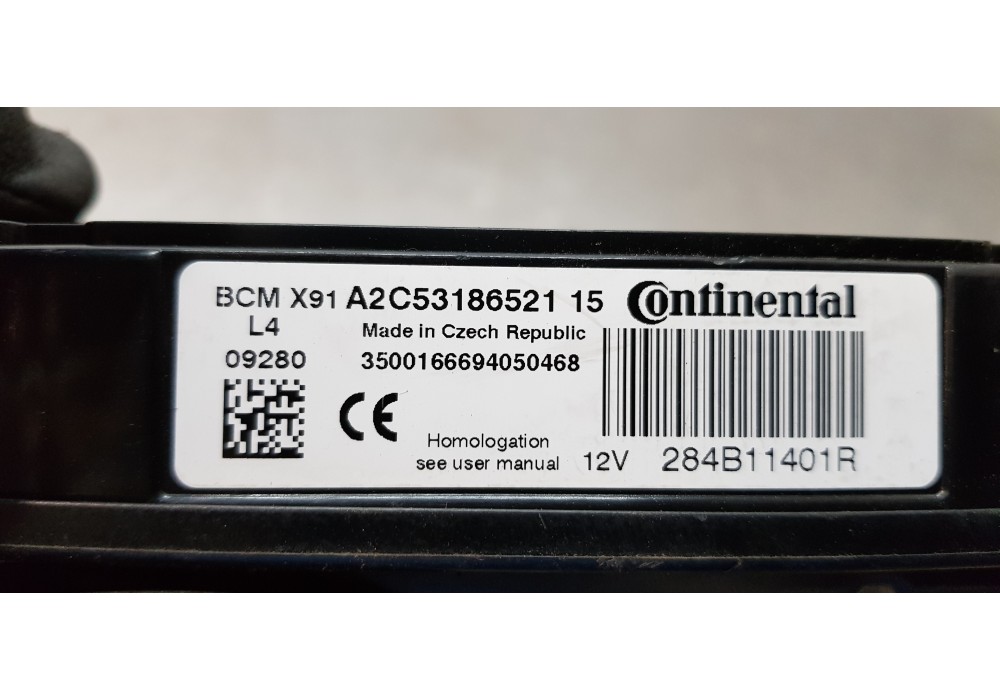 BCM X91 A2C53186521 15 Continental
L4 Made in Czech Republic
09280 3500166694050468
CE
Homologation
see user manual 12V 284B11401R